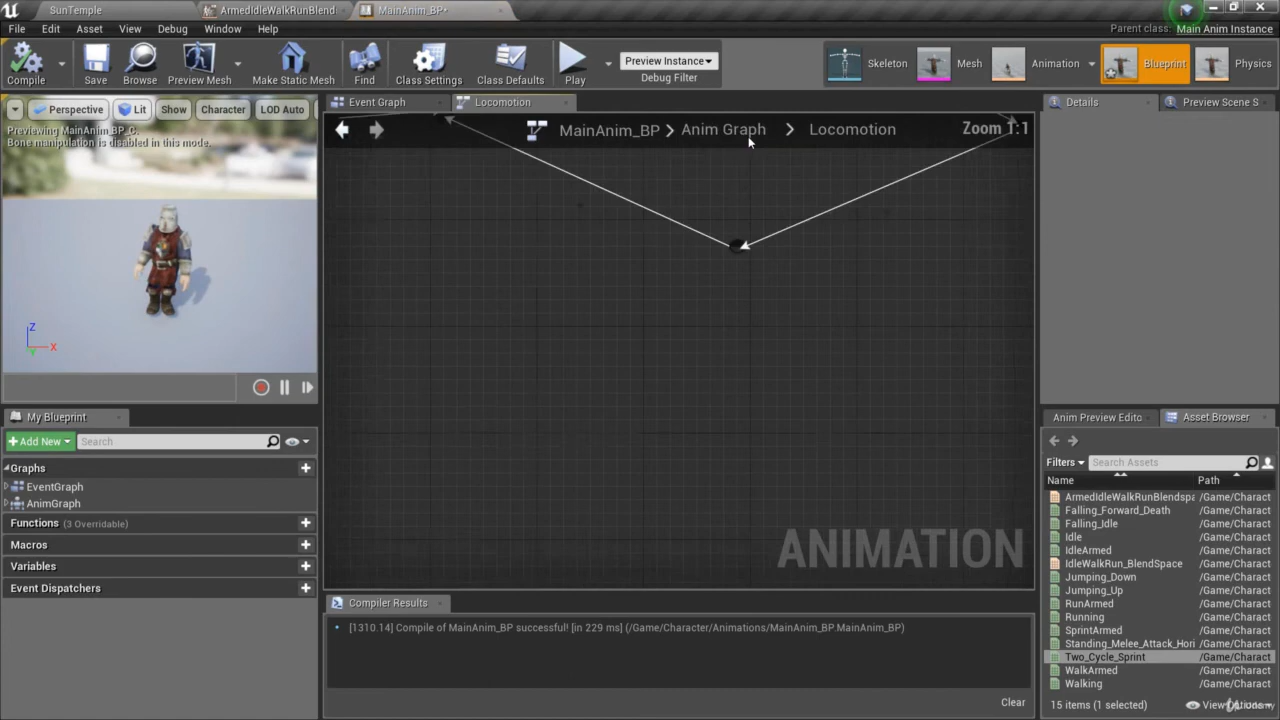 SunTemple
ArmedIdleWalkRunBlend
MainAnim_BP*
File Edit Asset View Debug Window Help
Parent class: Main Anim Instance
Compile
Save
Browse
Preview Mesh
Make Static Mesh
Find
Class Settings
Class Defaults
Play
Preview Instance
Debug Filter
Skeleton
Mesh
Animation
Blueprint
Physics
Perspective
Lit
Show
Character
LOD Auto
Previewing MainAnim_BP_C.
Bone manipulation is disabled in this mode.
Z
X
Y
Event Graph
Locomotion
MainAnim_BP > Anim Graph > Locomotion
Zoom 1:1
ANIMATION
Details
Preview Scene S
My Blueprint
+Add New
Search
Graphs
EventGraph
AnimGraph
Functions (3 Overridable)
Macros
Variables
Event Dispatchers
Compiler Results
[1310.14] Compile of MainAnim_BP successful! [in 229 ms] (/Game/Character/Animations/MainAnim_BP.MainAnim_BP)
Clear
Anim Preview Edito
Asset Browser
Filters
Search Assets
Name Path
ArmedIdleWalkRunBlendspa /Game/Charact
Falling_Forward_Death /Game/Charact
Falling_Idle /Game/Charact
Idle /Game/Charact
IdleArmed /Game/Charact
IdleWalkRun_BlendSpace /Game/Charact
Jumping_Down /Game/Charact
Jumping_Up /Game/Charact
RunArmed /Game/Charact
Running /Game/Charact
SprintArmed /Game/Charact
Standing_Melee_Attack_Hori /Game/Charact
Two_Cycle_Sprint /Game/Charact
WalkArmed /Game/Charact
Walking /Game/Charact
15 items (1 selected)